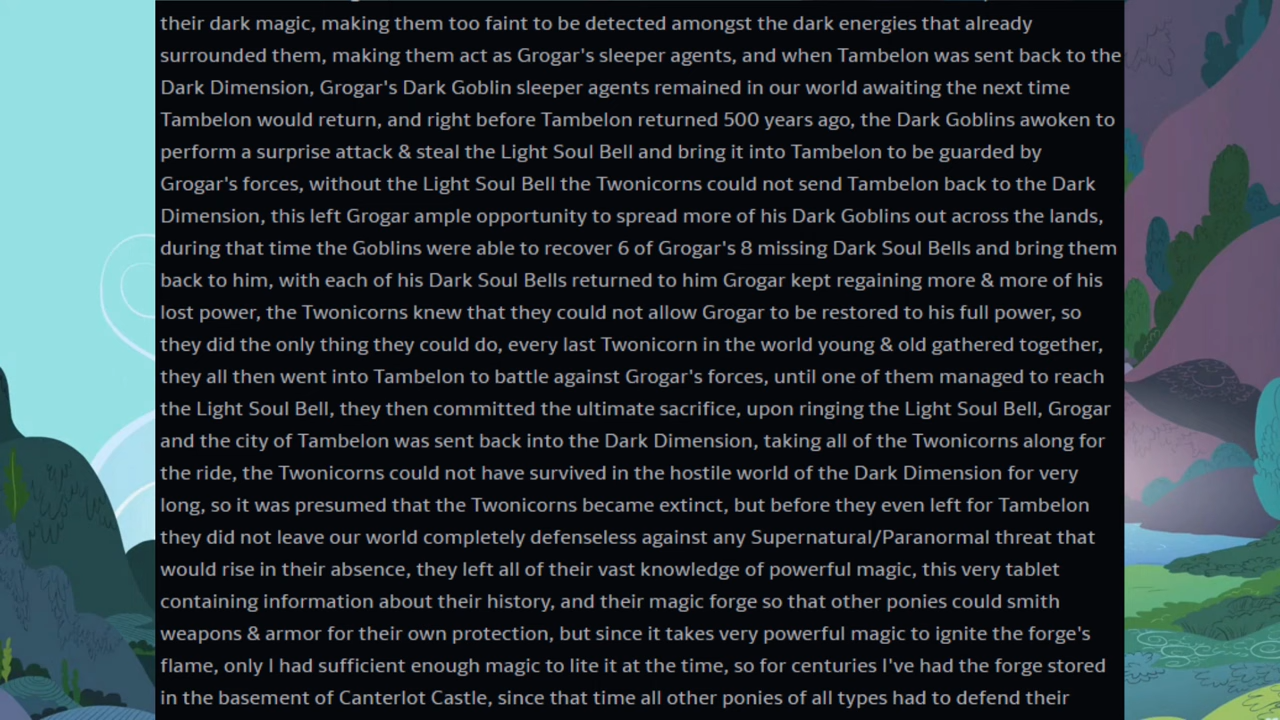 their dark magic, making them too faint to be detected amongst the dark energies that already
surrounded them, making them act as Grogar's sleeper agents, and when Tambelon was sent back to the
Dark Dimension, Grogar's Dark Goblin sleeper agents remained in our world awaiting the next time
Tambelon would return, and right before Tambelon returned 500 years ago, the Dark Goblins awoken to
perform a surprise attack & steal the Light Soul Bell and bring it into Tambelon to be guarded by
Grogar's forces, without the Light Soul Bell the Twonicorns could not send Tambelon back to the Dark
Dimension, this left Grogar ample opportunity to spread more of his Dark Goblins out across the lands,
during that time the Goblins were able to recover 6 of Grogar's 8 missing Dark Soul Bells and bring them
back to him, with each of his Dark Soul Bells returned to him Grogar kept regaining more & more of his
lost power, the Twonicorns knew that they could not allow Grogar to be restored to his full power, so
they did the only thing they could do, every last Twonicorn in the world young & old gathered together,
they all then went into Tambelon to battle against Grogar's forces, until one of them managed to reach
the Light Soul Bell, they then committed the ultimate sacrifice, upon ringing the Light Soul Bell, Grogar
and the city of Tambelon was sent back into the Dark Dimension, taking all of the Twonicorns along for
the ride, the Twonicorns could not have survived in the hostile world of the Dark Dimension for very
long, so it was presumed that the Twonicorns became extinct, but before they even left for Tambelon
they did not leave our world completely defenseless against any Supernatural/Paranormal threat that
would rise in their absence, they left all of their vast knowledge of powerful magic, this very tablet
containing information about their history, and their magic forge so that other ponies could smith
weapons & armor for their own protection, but since it takes very powerful magic to ignite the forge's
flame, only I had sufficient enough magic to lite it at the time, so for centuries I've had the forge stored
in the basement of Canterlot Castle, since that time all other ponies of all types had to defend their